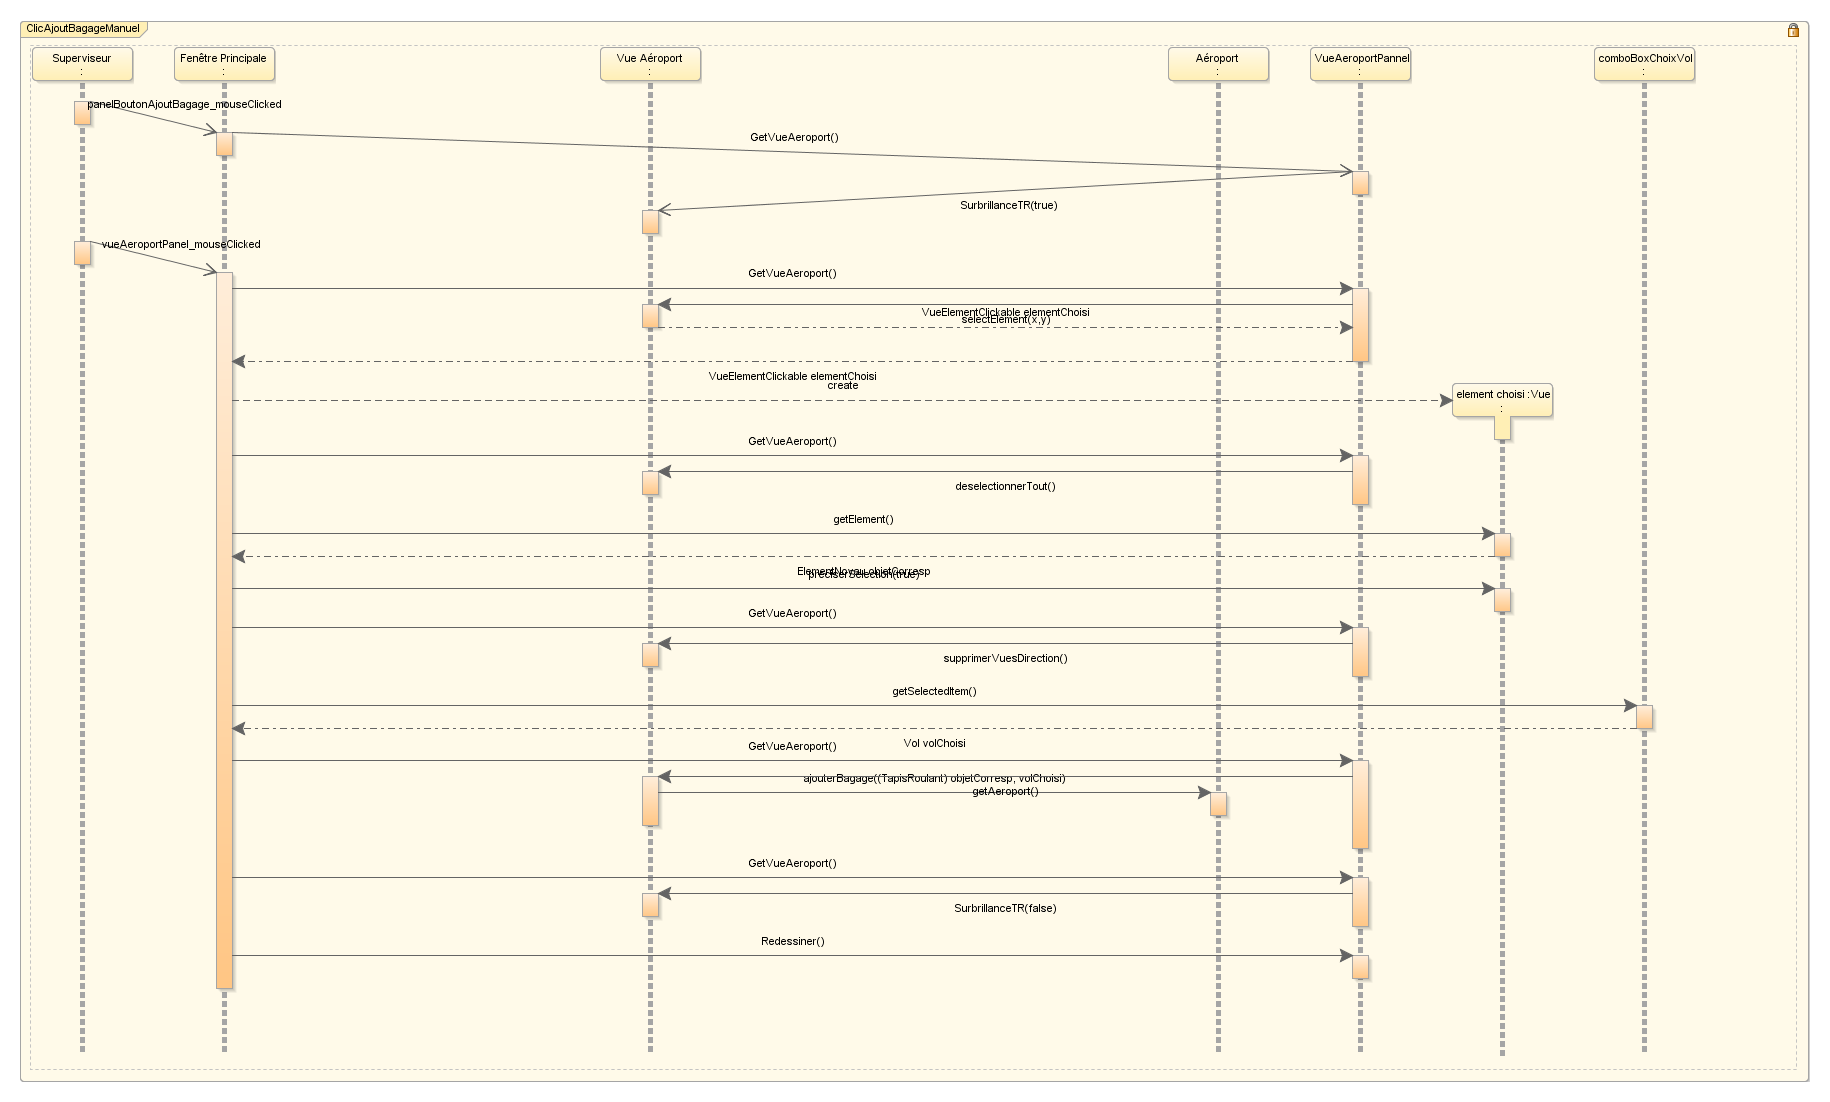 ClicAjoutBagageManuel
Superviseur
:
Fenêtre Principale
:
Vue Aéroport
:
Aéroport
:
VueAeroportPannel
:
comboBoxChoixVol
:
panelBoutonAjoutBagage_mouseClicked
GetVueAeroport()
SurbrillanceTR(true)
vueAeroportPanel_mouseClicked
GetVueAeroport()
VueElementClickable elementChoisi
selectElement(x,y)
VueElementClickable elementChoisi
create
element choisi :Vue
:
GetVueAeroport()
deselectionnerTout()
getElement()
ElementNoyau objetCorresp
preciserSelection(true)
GetVueAeroport()
supprimerVuesDirection()
getSelectedItem()
Vol volChoisi
GetVueAeroport()
ajouterBagage((TapisRoulant) objetCorresp, volChoisi)
getAeroport()
GetVueAeroport()
SurbrillanceTR(false)
Redessiner()